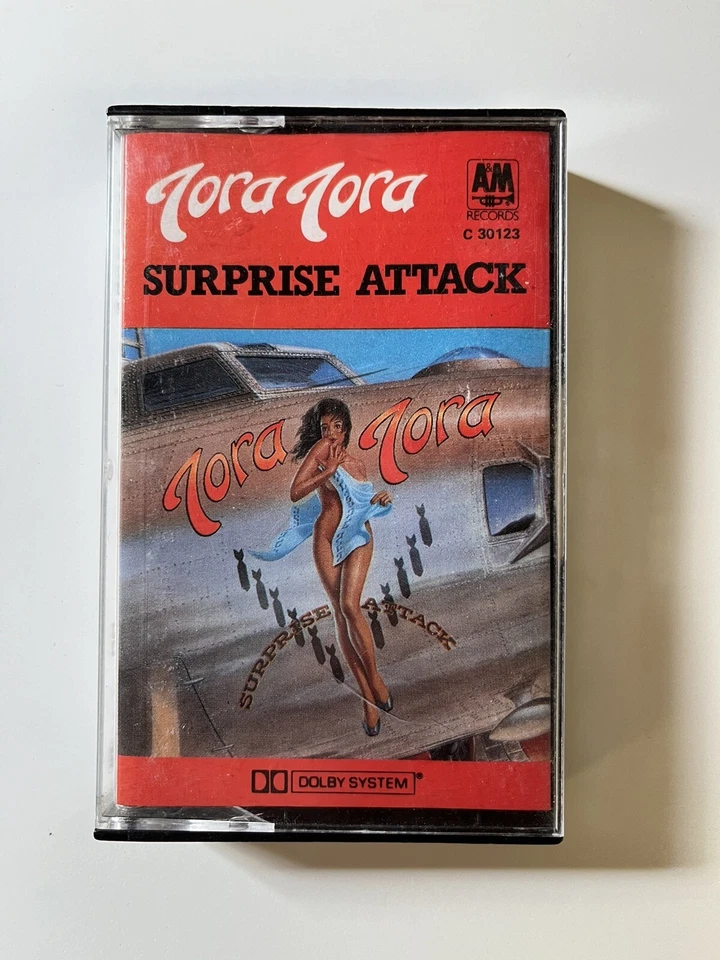 Tora Tora
A&M
RECORDS
C 30123
SURPRISE ATTACK
Tora Tora
SURPRISE ATTACK
DOLBY SYSTEM®